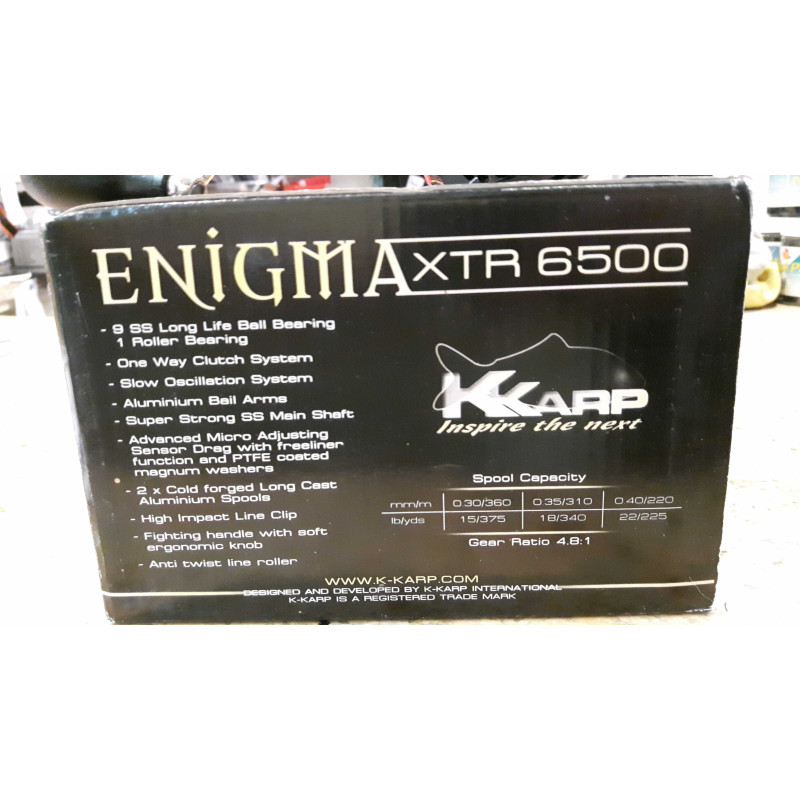 ENiGMA XTR 6500
- 9 SS Long Life Ball Bearing
1 Roller Bearing
- One Way Clutch System
- Slow Oscillation System
- Aluminium Bail Arms
- Super Strong SS Main Shaft
- Advanced Micro Adjusting
Sensor Drag with freeliner
function and PTFE coated
magnum washers
- 2 x Cold forged Long Cast
Aluminium Spools
- High Impact Line Clip
- Fighting handle with soft
ergonomic knob
- Anti twist line roller
K-KARP
Inspire the next
Spool Capacity
mm/m 0.30/360 0.35/310 0.40/220
lb/yds 15/375 18/340 22/225
Gear Ratio 4.8:1
WWW.K-KARP.COM
DESIGNED AND DEVELOPED BY K-KARP INTERNATIONAL
K-KARP IS A REGISTERED TRADE MARK